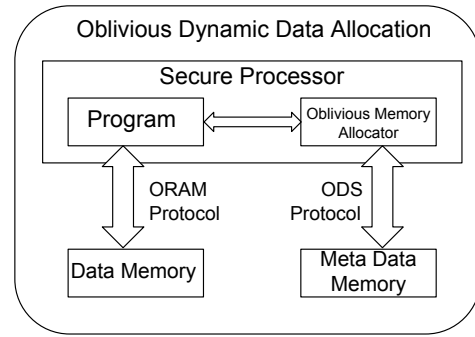 Oblivious Dynamic Data Allocation
Secure Processor
Program
Oblivious Memory
Allocator
ORAM
Protocol
ODS
Protocol
Data Memory
Meta Data
Memory